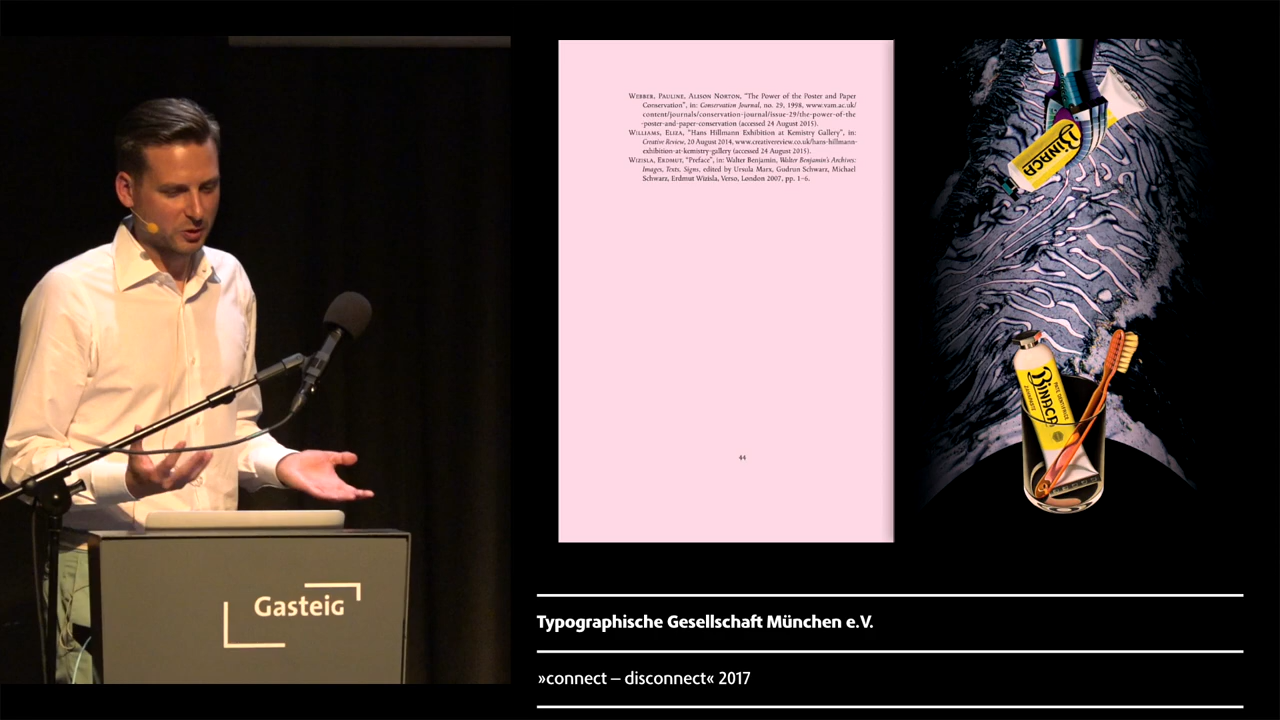 Gasteig
WEBBER, PAULINE, ALISON NORTON, “The Power of the Poster and Paper
Conservation”, in: Conservation Journal, no. 29, 1998, www.vam.ac.uk/
content/journals/conservation-journal/issue-29/the-power-of-the
-poster-and-paper-conservation (accessed 24 August 2015).
WILLIAMS, ELIZA, “Hans Hillmann Exhibition at Kemistry Gallery”, in:
Creative Review, 20 August 2014, www.creativereview.co.uk/hans-hillmann-
exhibition-at-kemistry-gallery (accessed 24 August 2015).
WIZISLA, ERDMUT, “Preface”, in: Walter Benjamin, Walter Benjamin’s Archives:
Images, Texts, Signs, edited by Ursula Marx, Gudrun Schwarz, Michael
Schwarz, Erdmut Wizisla, Verso, London 2007, pp. 1–6.
44
BINACA
BINACA
PATE DENTIFRICE
ZAHNPASTE
Typographische Gesellschaft München e.V.
»connect – disconnect« 2017